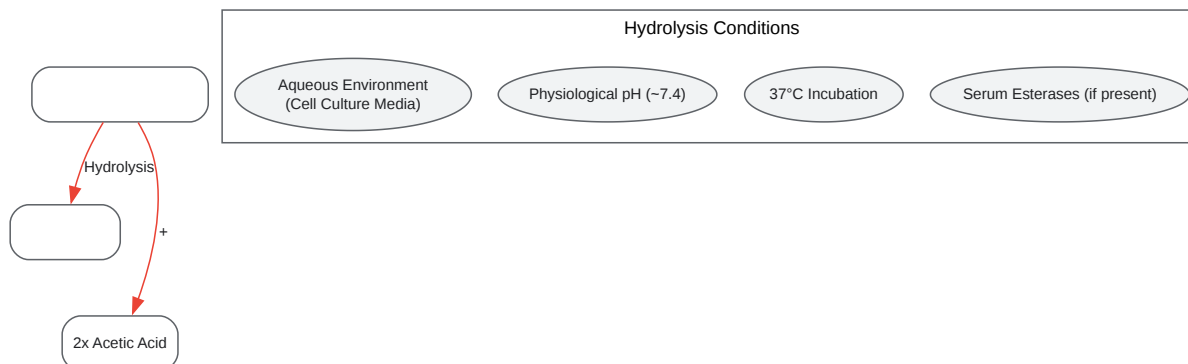 Hydrolysis Conditions
Aqueous Environment
(Cell Culture Media)
Physiological pH (~7.4)
37°C Incubation
Serum Esterases (if present)
Hydrolysis
+
2x Acetic Acid